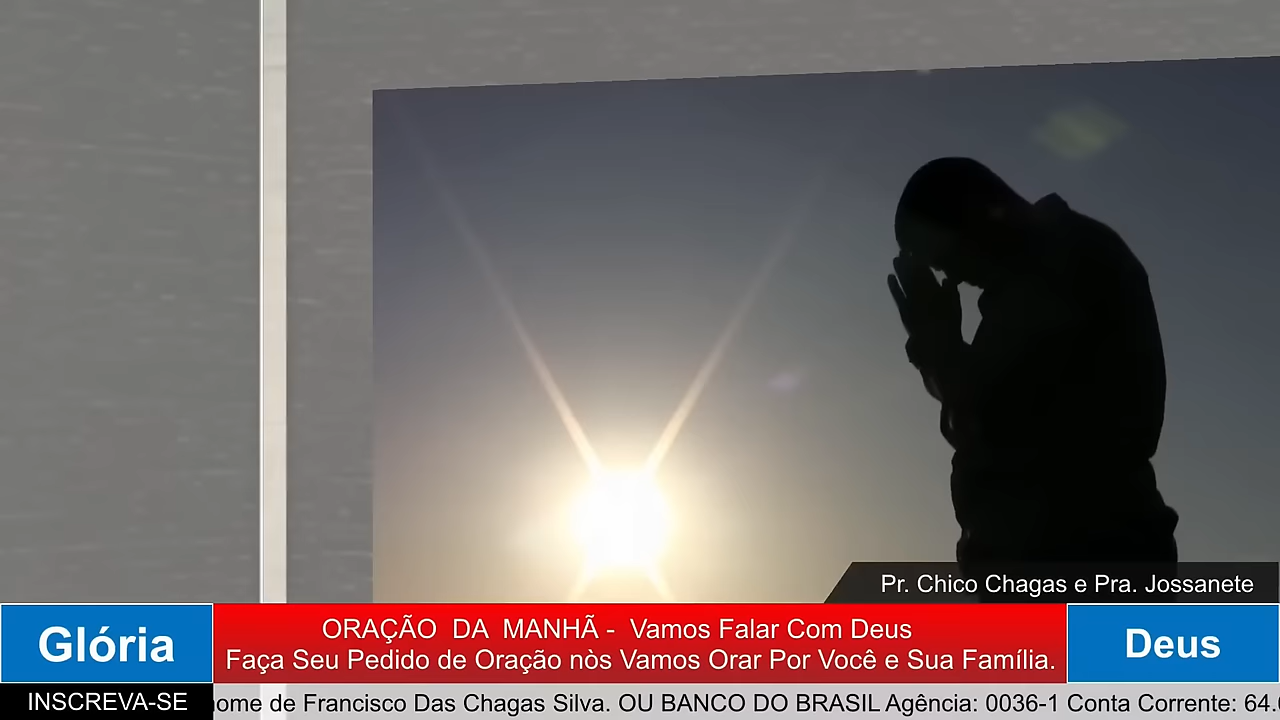 Pr. Chico Chagas e Pra. Jossanete
Glória
ORAÇÃO DA MANHÃ - Vamos Falar Com Deus
Faça Seu Pedido de Oração nòs Vamos Orar Por Você e Sua Família.
Deus
INSCREVA-SE
de Francisco Das Chagas Silva. OU BANCO DO BRASIL Agência: 0036-1 Conta Corrente: 64.